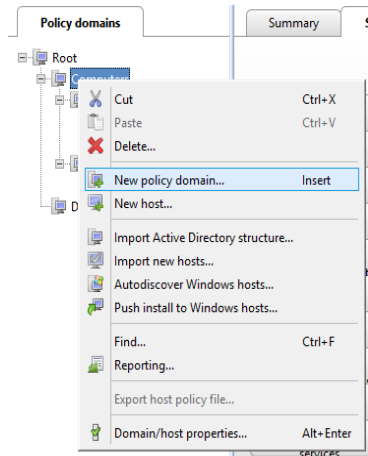 Policy domains
Summary
Root
Computers
Cut Ctrl+X
Paste Ctrl+V
Delete...
New policy domain... Insert
New host...
D
Import Active Directory structure...
Import new hosts...
Autodiscover Windows hosts...
Push install to Windows hosts...
Find... Ctrl+F
Reporting...
Export host policy file...
Domain/host properties... Alt+Enter
services